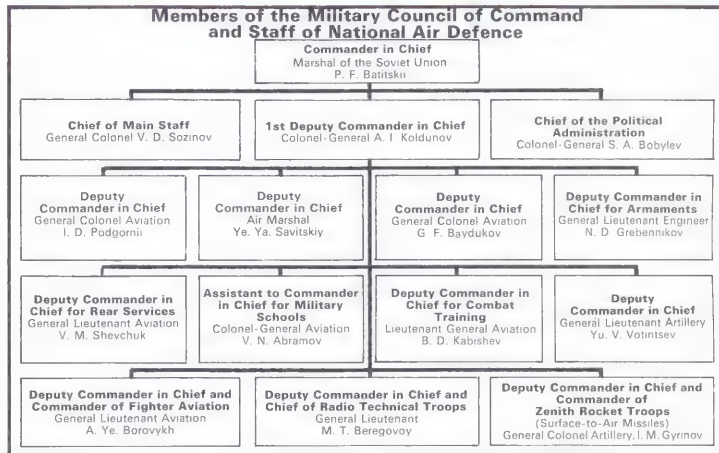 Members of the Military Council of Command
and Staff of National Air Defence
Commander in Chief
Marshal of the Soviet Union
P. F. Batitskii
Chief of Main Staff
General Colonel V. D. Sozinov
1st Deputy Commander in Chief
Colonel-General A. I Koldunov
Chief of the Political
Administration
Colonel-General S. A. Bobylev
Deputy
Commander in Chief
General Colonel Aviation
I. D. Podgornii
Deputy
Commander in Chief
Air Marshal
Ye. Ya. Savitskiy
Deputy
Commander in Chief
General Colonel Aviation
G F. Baydukov
Deputy Commander in
Chief for Armaments
General Lieutenant Engineer
N. D Grebennikov
Deputy Commander in
Chief for Rear Services
General Lieutenant Aviation
V. M. Shevchuk
Assistant to Commander
in Chief for Military
Schools
Colonel-General Aviation
V. N. Abramov
Deputy Commander in
Chief for Combat
Training
Lieutenant General Aviation
B. D. Kabishev
Deputy
Commander in Chief
General Lieutenant Artillery
Yu. V. Votintsev
Deputy Commander in Chief and
Commander of Fighter Aviation
General Lieutenant Aviation
A. Ye. Borovykh
Deputy Commander in Chief and
Chief of Radio Technical Troops
General Lieutenant
M. T. Beregovoy
Deputy Commander in Chief and
Commander of
Zenith Rocket Troops
(Surface-to-Air Missiles)
General Colonel Artillery, I. M. Gyrinov